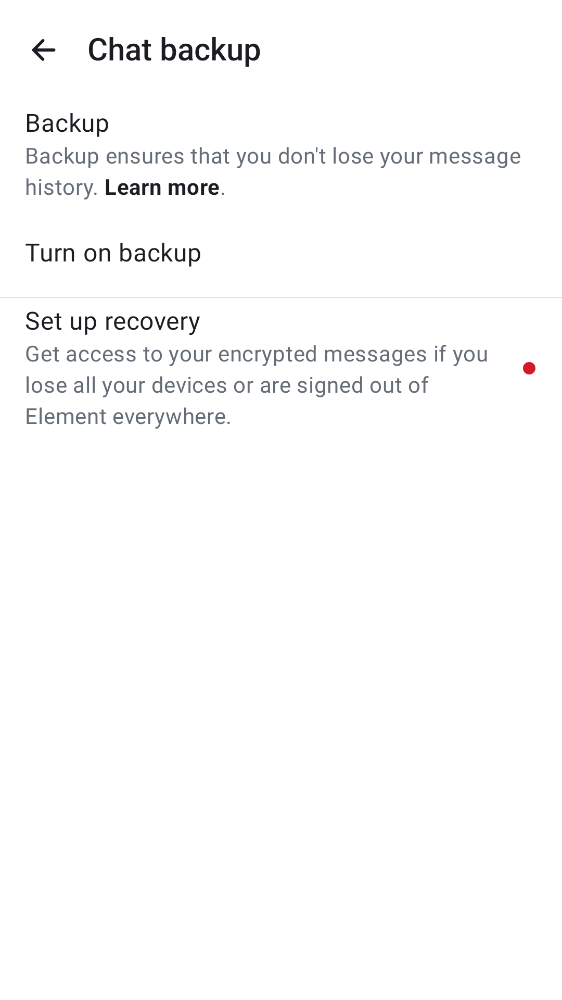 Chat backup
Backup
Backup ensures that you don't lose your message
history. Learn more.
Turn on backup
Set up recovery
Get access to your encrypted messages if you
lose all your devices or are signed out of
Element everywhere.